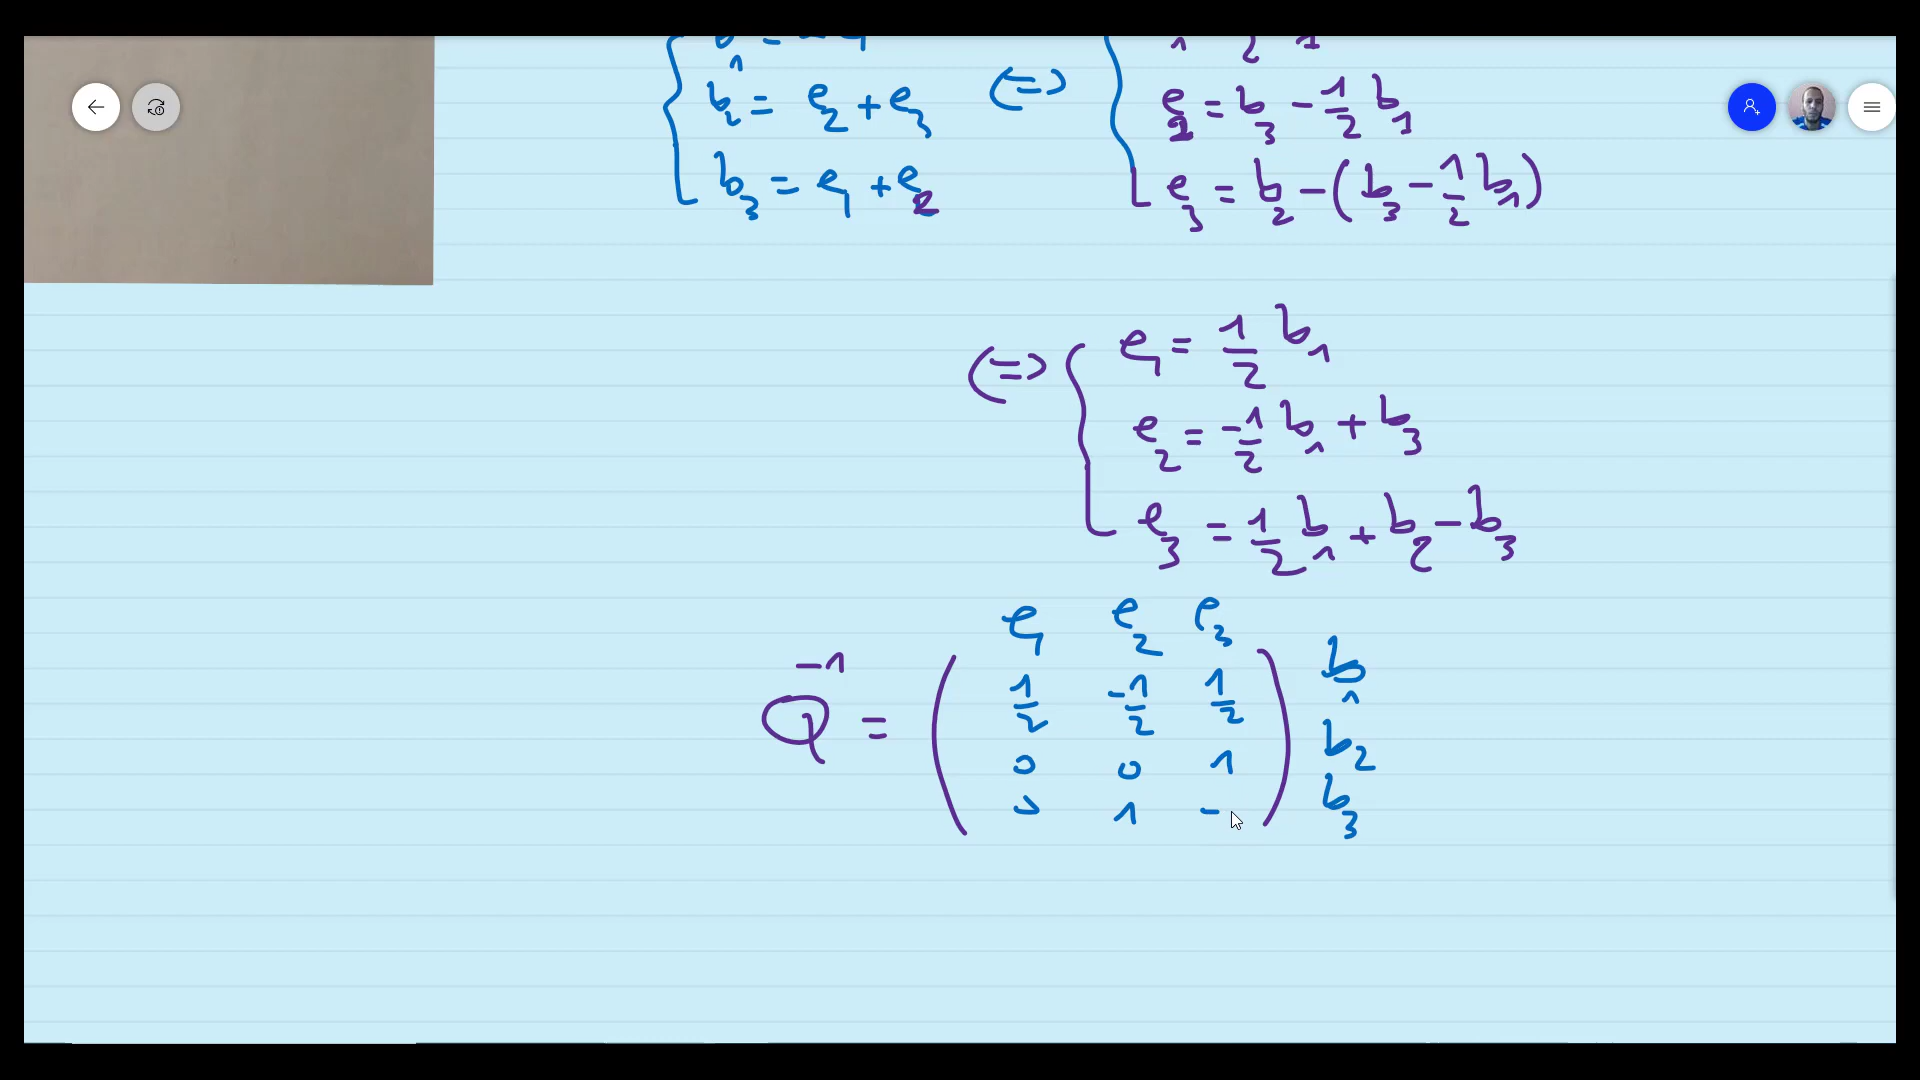 b₂ = e₂ + e₃ (=) e₂ = b₃ - 1/2 b₁
b₃ = e₁ + e₂ e₃ = b₂ - (b₃ - 1/2 b₁)
(=) e₁ = 1/2 b₁
e₂ = -1/2 b₁ + b₃
e₃ = 1/2 b₁ + b₂ - b₃
e₁ e₂ e₃
Q⁻¹ = ( 1/2 -1/2 1/2 ) b₁
0 0 1 b₂
0 1 - b₃